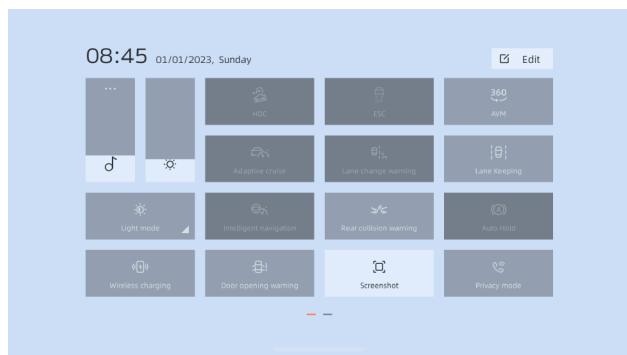 08:45 01/01/2023, Sunday
Edit
HDC
ESC
360
AVM
Adaptive cruise
Lane change warning
Lane Keeping
Light mode
Intelligent navigation
Rear collision warning
Auto Hold
Wireless charging
Door opening warning
Screenshot
Privacy mode